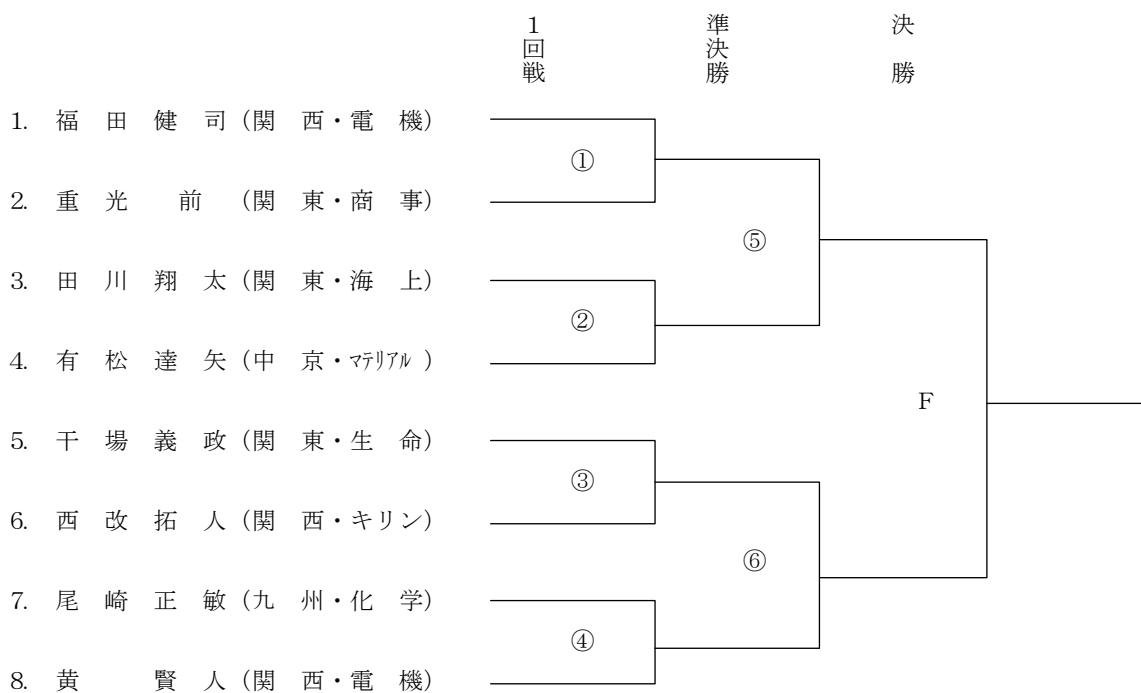 1回戦 準決勝 決勝
1. 福田健司(関西・電機)
①
2. 重光前(関東・商事)
⑤
3. 田川翔太(関東・海上)
②
4. 有松達矢(中京・マテリアル)
F
5. 干場義政(関東・生命)
③
6. 西改拓人(関西・キリン)
⑥
7. 尾崎正敏(九州・化学)
④
8. 黄賢人(関西・電機)